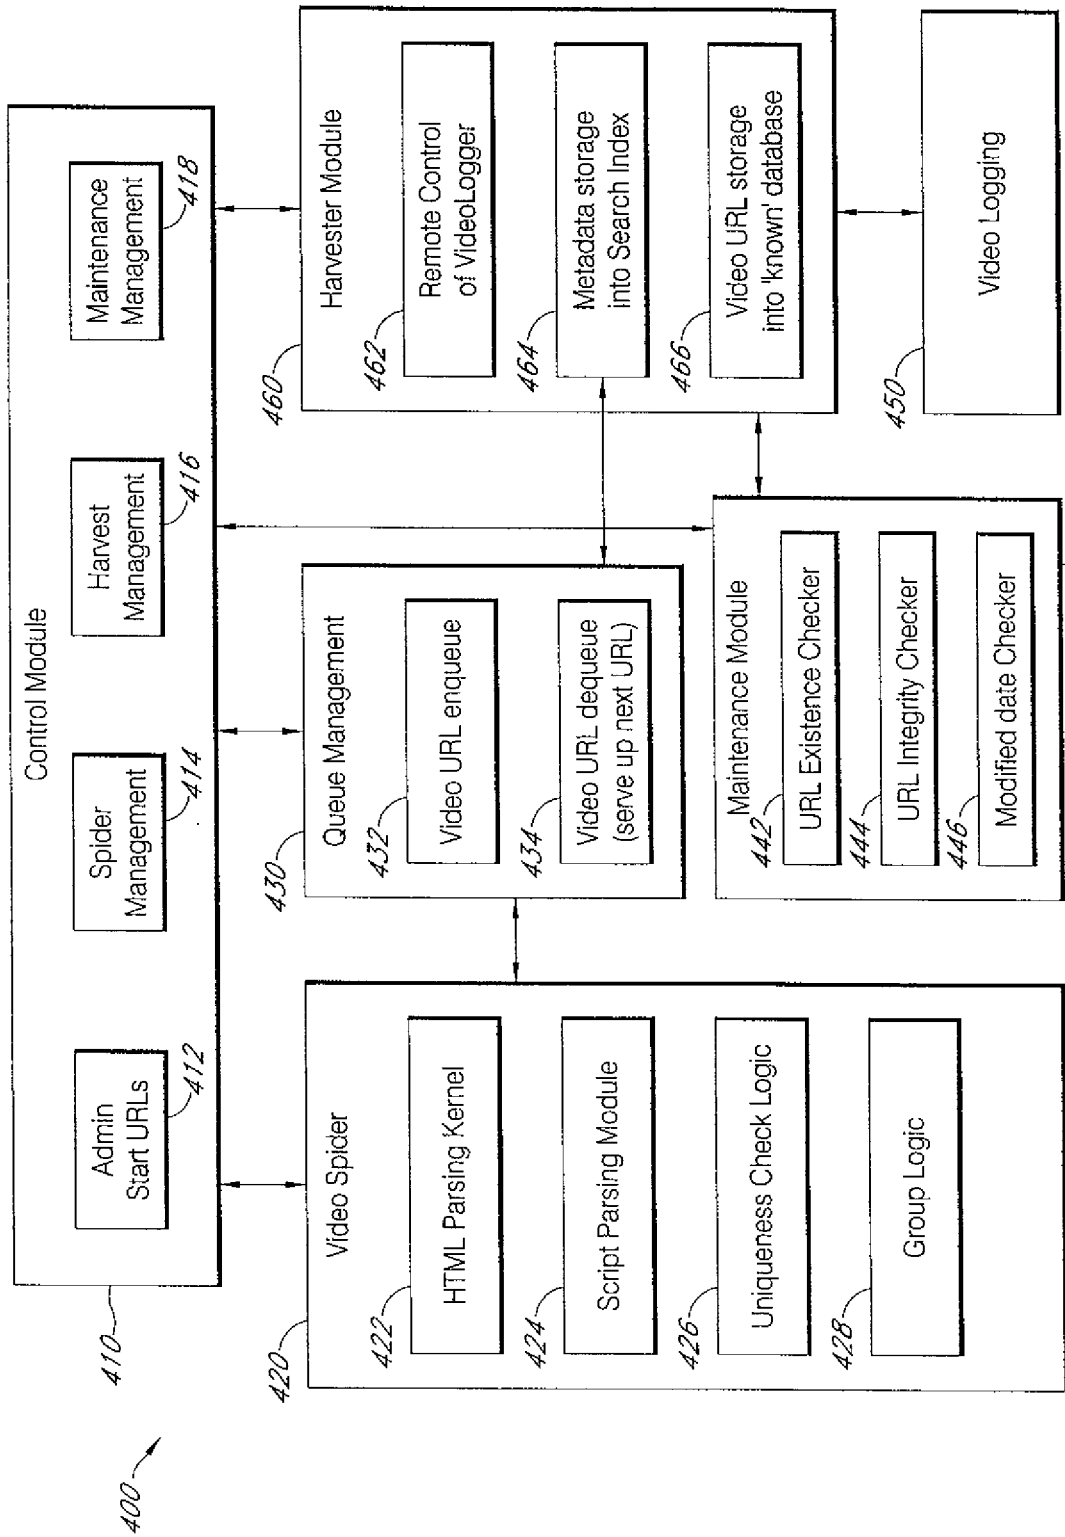 400
410
Control Module
Admin
Start URLs
412
Spider
Management
414
Harvest
Management
416
Maintenance
Management
418
420
Video Spider
422
HTML Parsing Kernel
424
Script Parsing Module
426
Uniqueness Check Logic
428
Group Logic
430
Queue Management
432
Video URL enqueue
434
Video URL dequeue
(serve up next URL)
Maintenance Module
442
URL Existence Checker
444
URL Integrity Checker
446
Modified date Checker
460
Harvester Module
462
Remote Control
of VideoLogger
464
Metadata storage
into Search Index
466
Video URL storage
into 'known' database
450
Video Logging